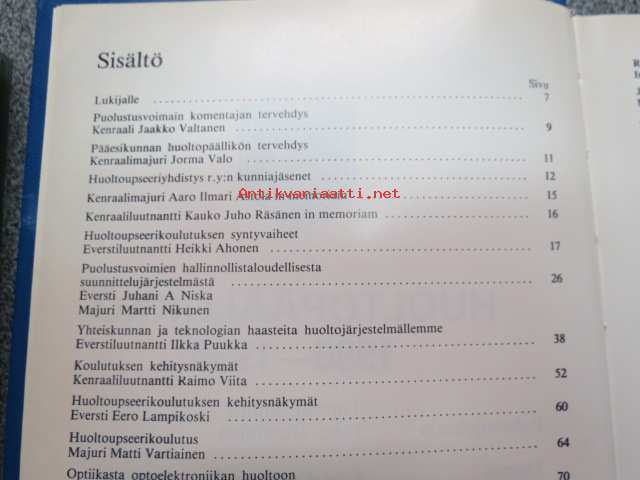 Sisältö
Sivu
Lukijalle 7
Puolustusvoimain komentajan tervehdys
Kenraali Jaakko Valtanen 9
Pääesikunnan huoltopäällikön tervehdys
Kenraalimajuri Jorma Valo 11
Huoltoupseeriyhdistys r.y:n kunniajäsenet 12
Antikvariaatti.net
Kenraalimajuri Aaro Ilmari in memoriam 15
Kenraaliluutnantti Kauko Juho Räsänen in memoriam 16
Huoltoupseerikoulutuksen syntyvaiheet
Everstiluutnantti Heikki Ahonen 17
Puolustusvoimien hallinnollistaloudellisesta
suunnittelujärjestelmästä 26
Eversti Juhani A Niska
Majuri Martti Nikunen
Yhteiskunnan ja teknologian haasteita huoltojärjestelmällemme
Everstiluutnantti Ilkka Puukka 38
Koulutuksen kehitysnäkymät
Kenraaliluutnantti Raimo Viita 52
Huoltoupseerikoulutuksen kehitysnäkymät
Eversti Eero Lampikoski 60
Huoltoupseerikoulutus
Majuri Matti Vartiainen 64
Optiikasta optoelektroniikan huoltoon 70